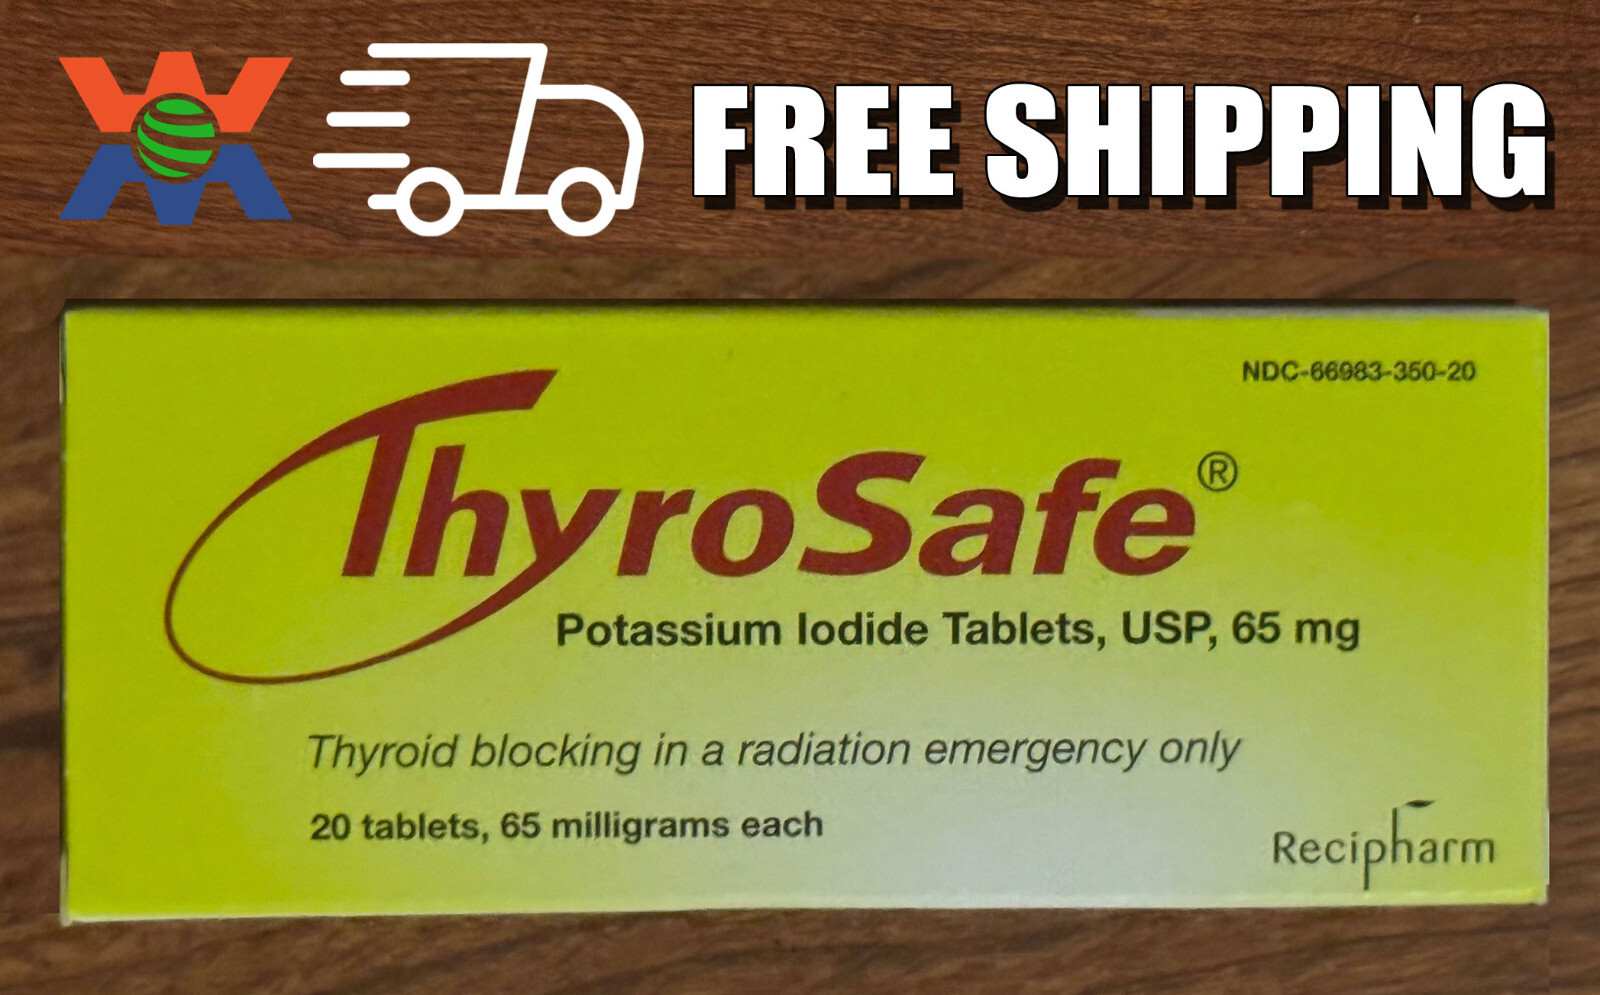 FREE SHIPPING
NDC-66983-350-20
ThyroSafe®
Potassium Iodide Tablets, USP, 65 mg
Thyroid blocking in a radiation emergency only
20 tablets, 65 milligrams each
Recipharm